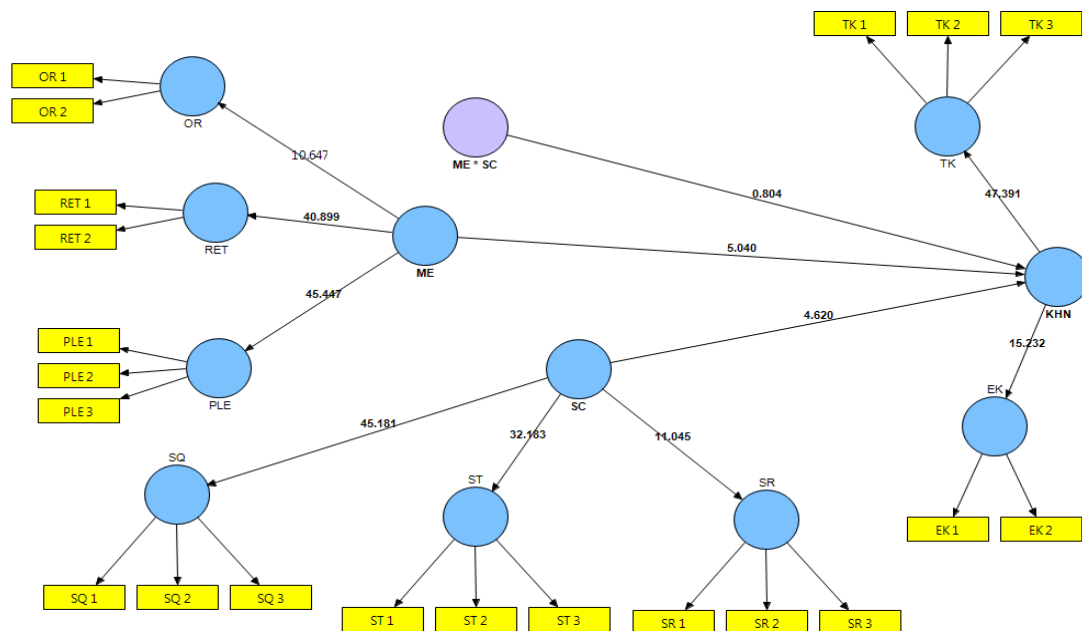 TK 1
TK 2
TK 3
OR 1
OR 2
OR
ME * SC
TK
10.647
0.804
47.391
RET 1
RET 2
RET
40.899
ME
5.040
KHN
45.447
4.620
15.232
PLE 1
PLE 2
PLE 3
PLE
SC
EK
45.181
32.183
11.045
SQ
ST
SR
EK 1
EK 2
SQ 1
SQ 2
SQ 3
ST 1
ST 2
ST 3
SR 1
SR 2
SR 3